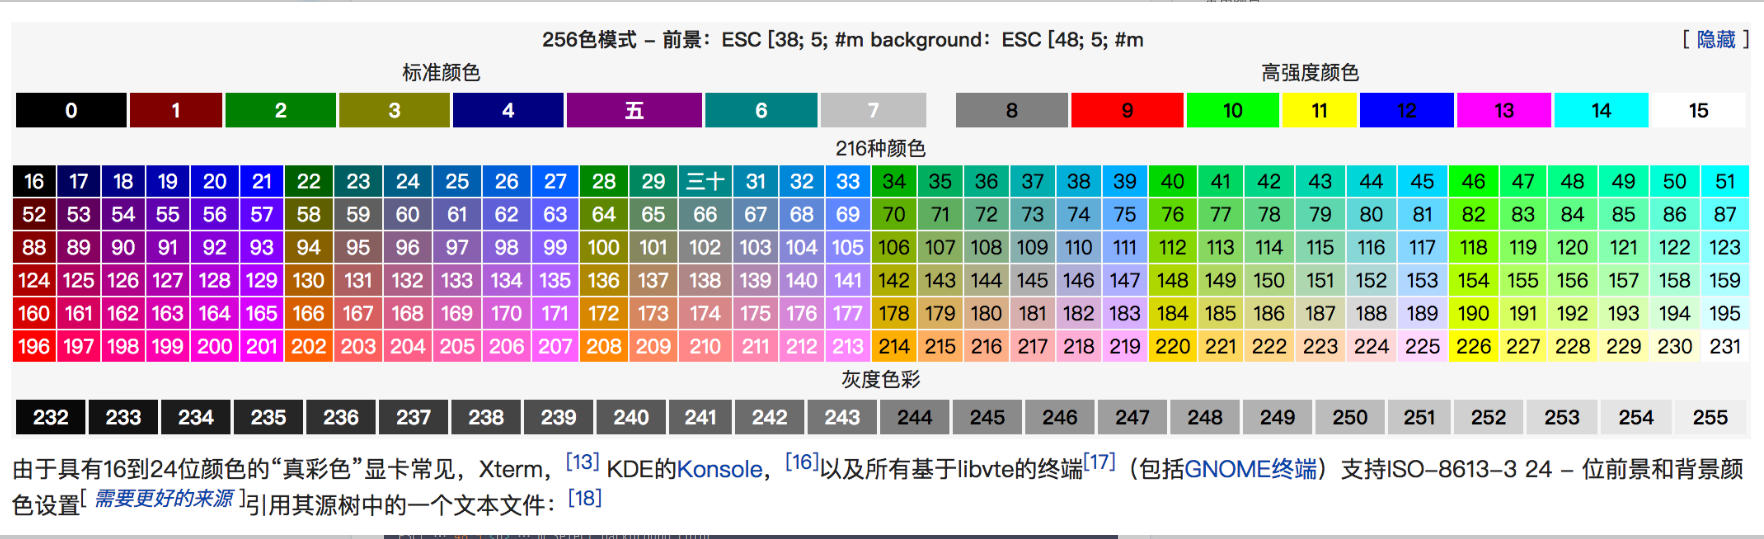 256色模式 – 前景：ESC [38; 5; #m background：ESC [48; 5; #m
[ 隐藏 ]
标准颜色 高强度颜色
0 1 2 3 4 五 6 7 8 9 10 11 12 13 14 15
216种颜色
16 17 18 19 20 21 22 23 24 25 26 27 28 29 三十 31 32 33 34 35 36 37 38 39 40 41 42 43 44 45 46 47 48 49 50 51
52 53 54 55 56 57 58 59 60 61 62 63 64 65 66 67 68 69 70 71 72 73 74 75 76 77 78 79 80 81 82 83 84 85 86 87
88 89 90 91 92 93 94 95 96 97 98 99 100 101 102 103 104 105 106 107 108 109 110 111 112 113 114 115 116 117 118 119 120 121 122 123
124 125 126 127 128 129 130 131 132 133 134 135 136 137 138 139 140 141 142 143 144 145 146 147 148 149 150 151 152 153 154 155 156 157 158 159
160 161 162 163 164 165 166 167 168 169 170 171 172 173 174 175 176 177 178 179 180 181 182 183 184 185 186 187 188 189 190 191 192 193 194 195
196 197 198 199 200 201 202 203 204 205 206 207 208 209 210 211 212 213 214 215 216 217 218 219 220 221 222 223 224 225 226 227 228 229 230 231
灰度色彩
232 233 234 235 236 237 238 239 240 241 242 243 244 245 246 247 248 249 250 251 252 253 254 255
由于具有16到24位颜色的“真彩色”显卡常见，Xterm，[13] KDE的Konsole，[16]以及所有基于libvte的终端[17]（包括GNOME终端）支持ISO-8613-3 24 – 位前景和背景颜
色设置[ 需要更好的来源 ]引用其源树中的一个文本文件：[18]